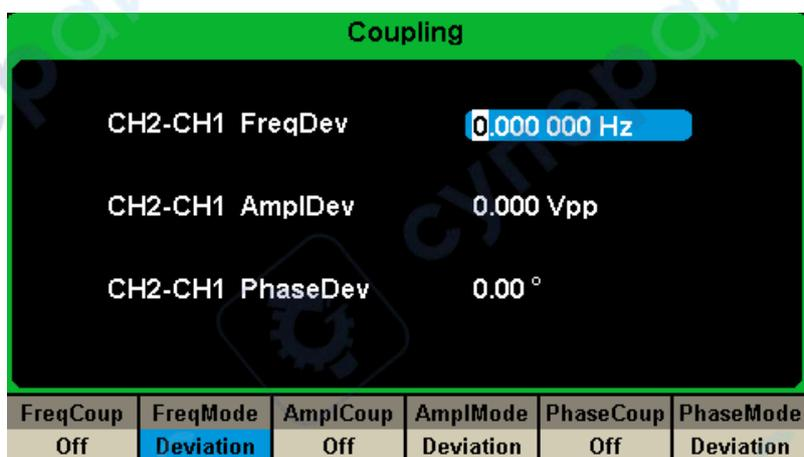 Coupling
CH2-CH1 FreqDev 0.000 000 Hz
CH2-CH1 AmplDev 0.000 Vpp
CH2-CH1 PhaseDev 0.00 °
FreqCoup FreqMode AmplCoup AmplMode PhaseCoup PhaseMode
Off Deviation Off Deviation Off Deviation